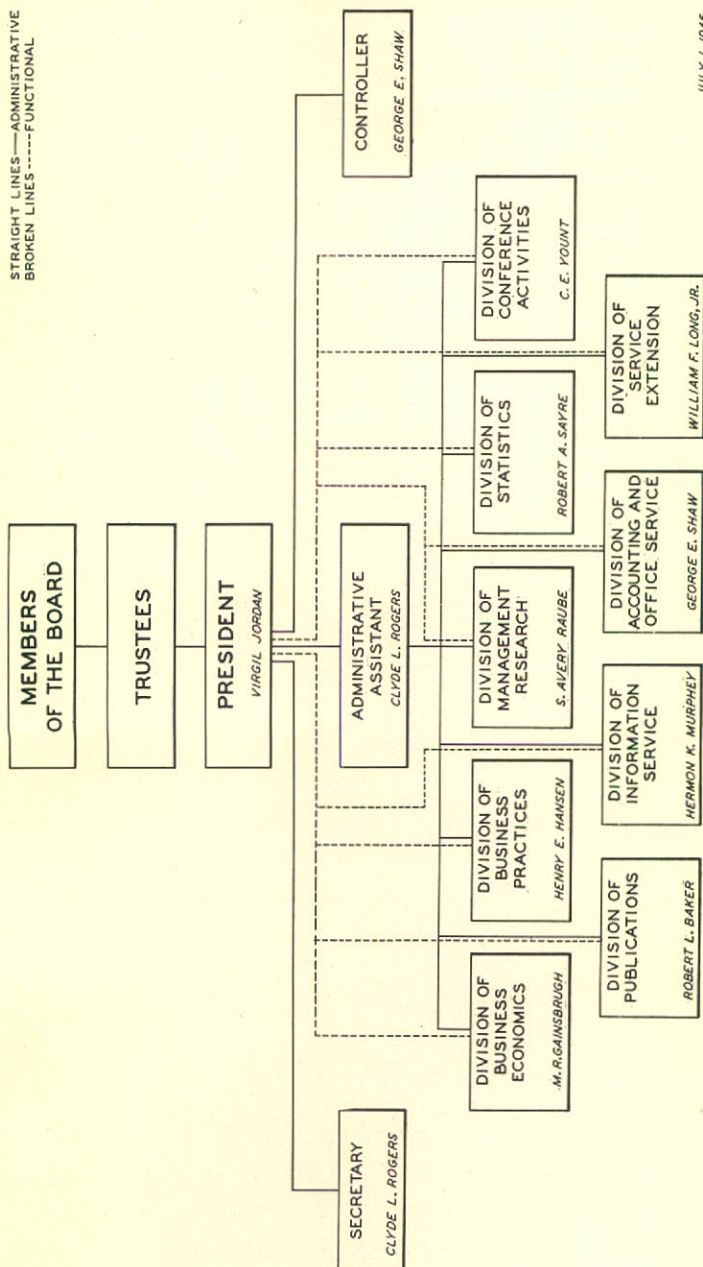 STRAIGHT LINES——ADMINISTRATIVE
BROKEN LINES-----FUNCTIONAL
MEMBERS
OF THE BOARD
TRUSTEES
PRESIDENT
VIRGIL JORDAN
SECRETARY
CLYDE L. ROGERS
ADMINISTRATIVE
ASSISTANT
CLYDE L. ROGERS
CONTROLLER
GEORGE E. SHAW
DIVISION OF
BUSINESS
ECONOMICS
M.R.GAINSBRUGH
DIVISION OF
BUSINESS
PRACTICES
HENRY E. HANSEN
DIVISION OF
MANAGEMENT
RESEARCH
S. AVERY RAUBE
DIVISION OF
STATISTICS
ROBERT A. SAYRE
DIVISION OF
CONFERENCE
ACTIVITIES
C. E. YOUNT
DIVISION OF
PUBLICATIONS
ROBERT L. BAKER
DIVISION OF
INFORMATION
SERVICE
HERMON K. MURPHEY
DIVISION OF
ACCOUNTING AND
OFFICE SERVICE
GEORGE E. SHAW
DIVISION OF
SERVICE
EXTENSION
WILLIAM F. LONG, JR.
JULY 1, 1945